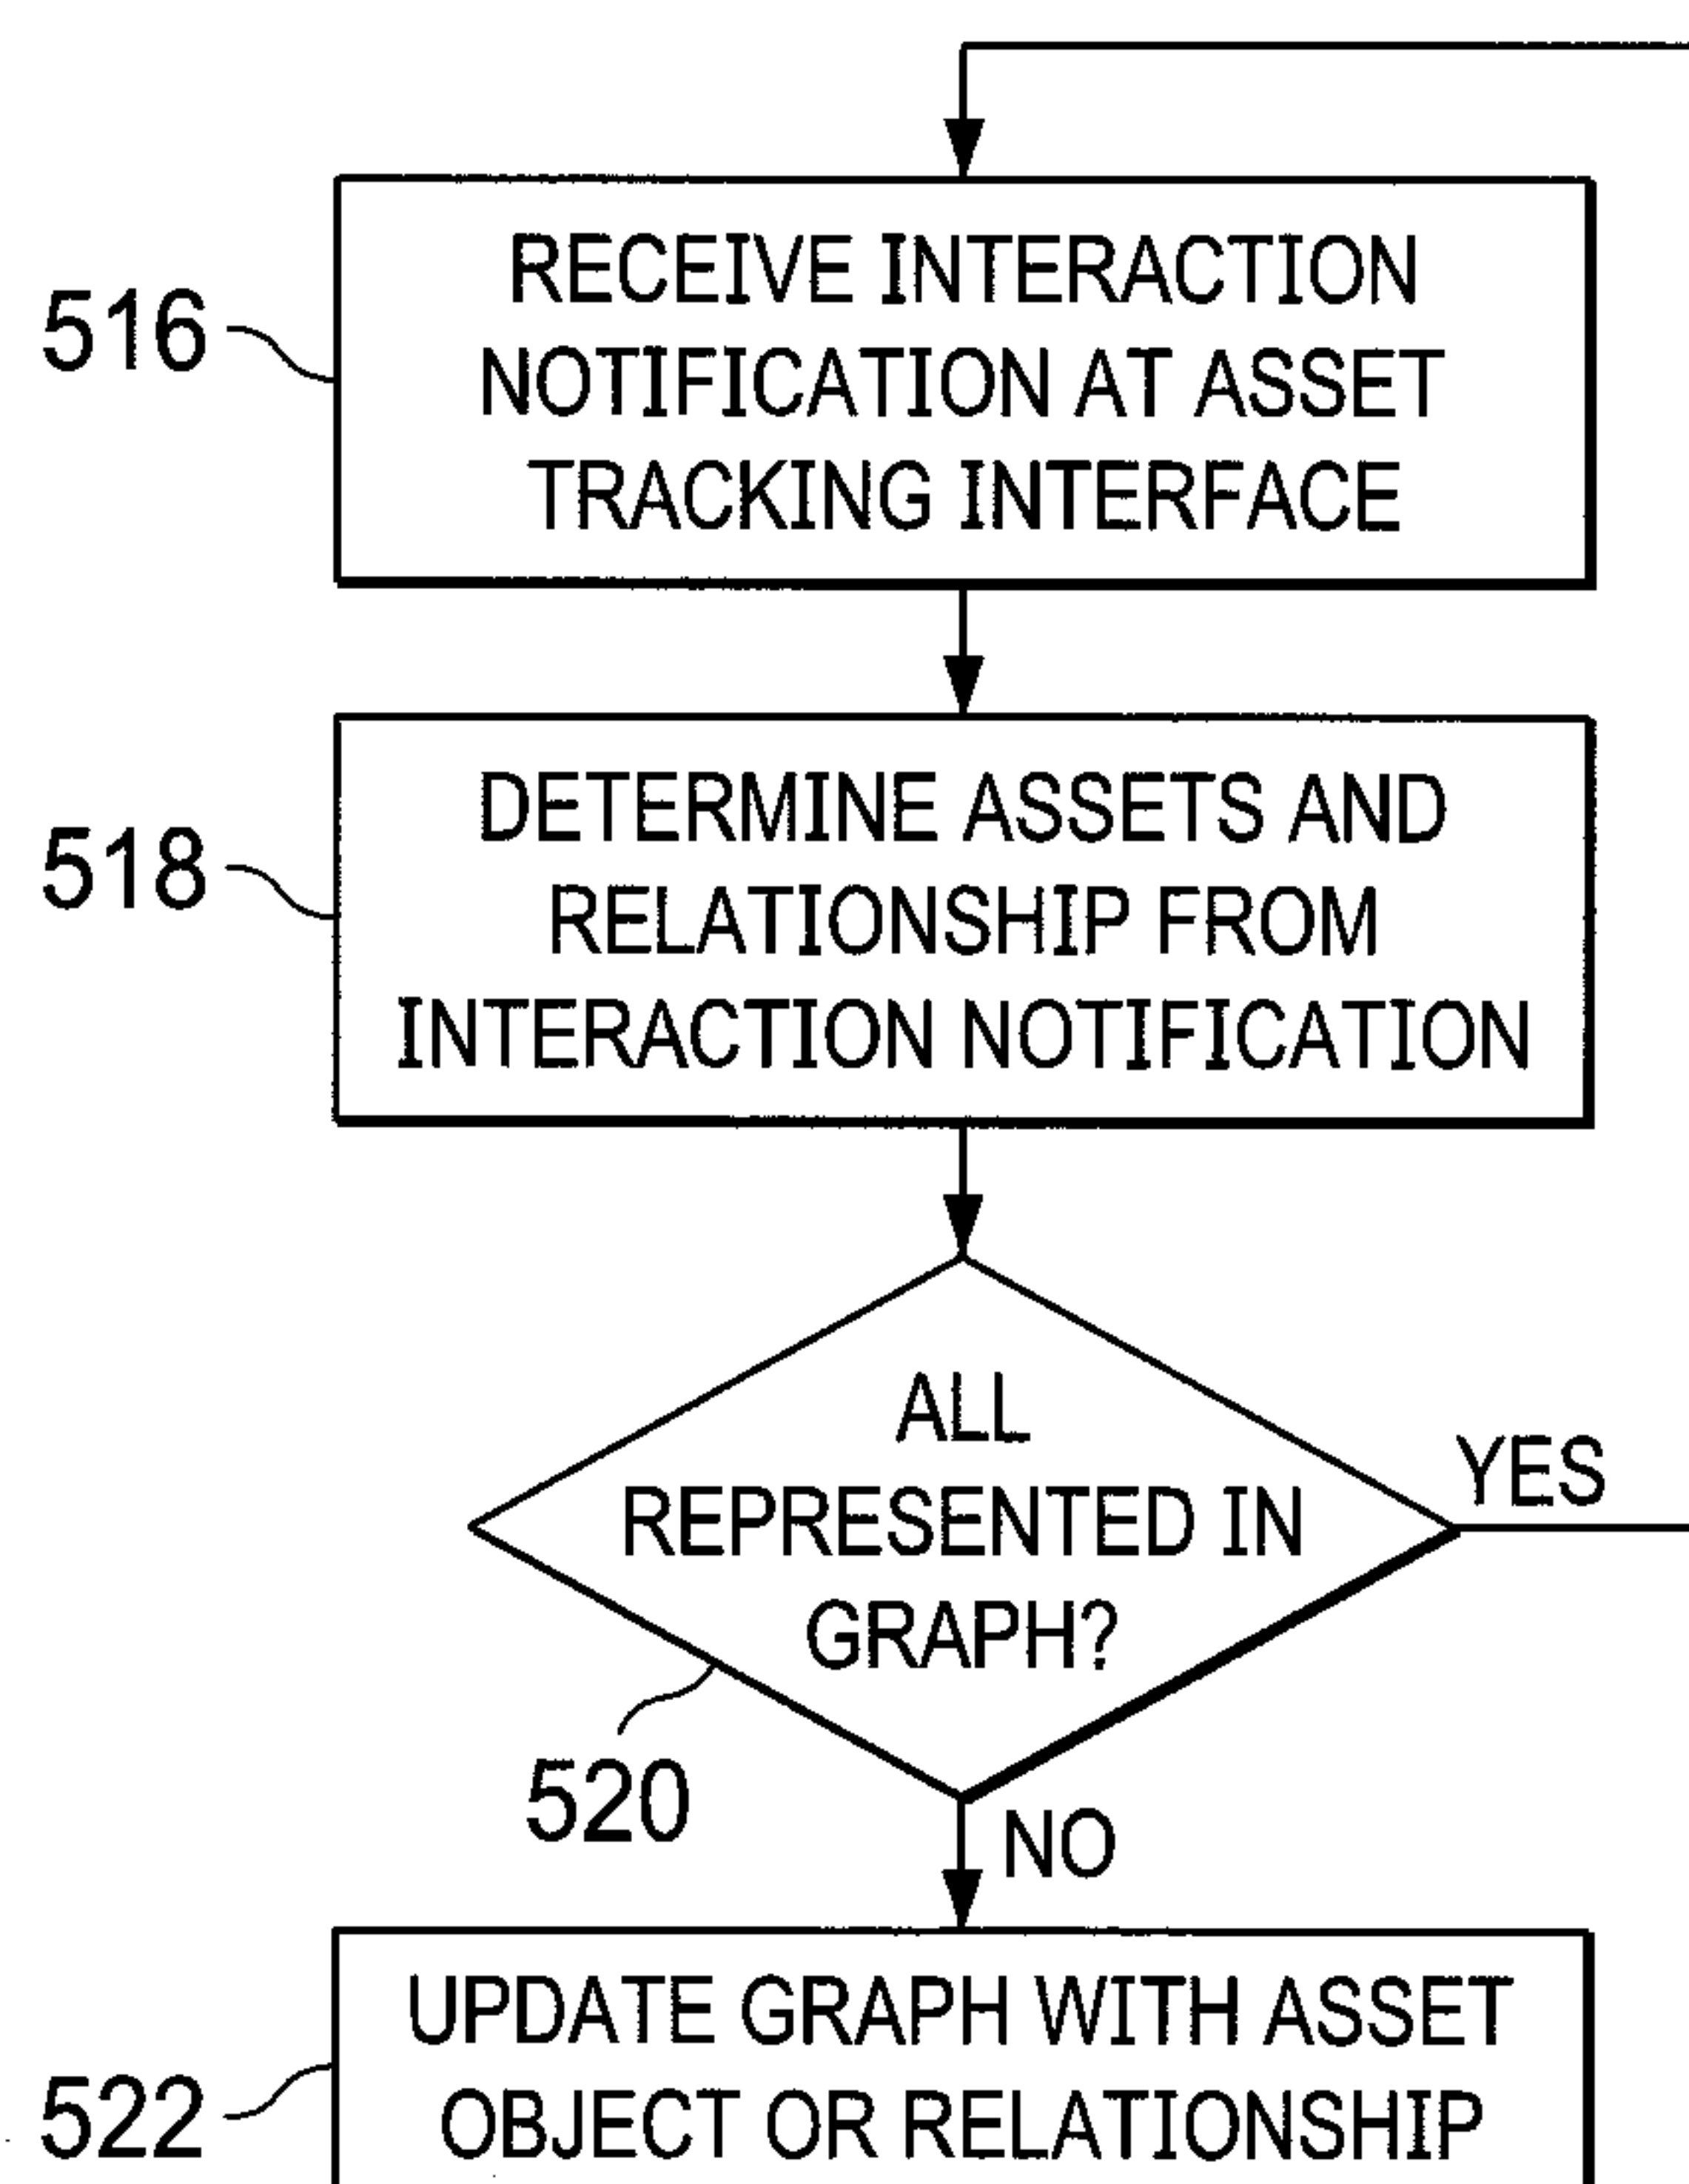 RECEIVE INTERACTION
NOTIFICATION AT ASSET
TRACKING INTERFACE
516
DETERMINE ASSETS AND
RELATIONSHIP FROM
INTERACTION NOTIFICATION
518
ALL
REPRESENTED IN
GRAPH?
YES
520
NO
UPDATE GRAPH WITH ASSET
OBJECT OR RELATIONSHIP
522